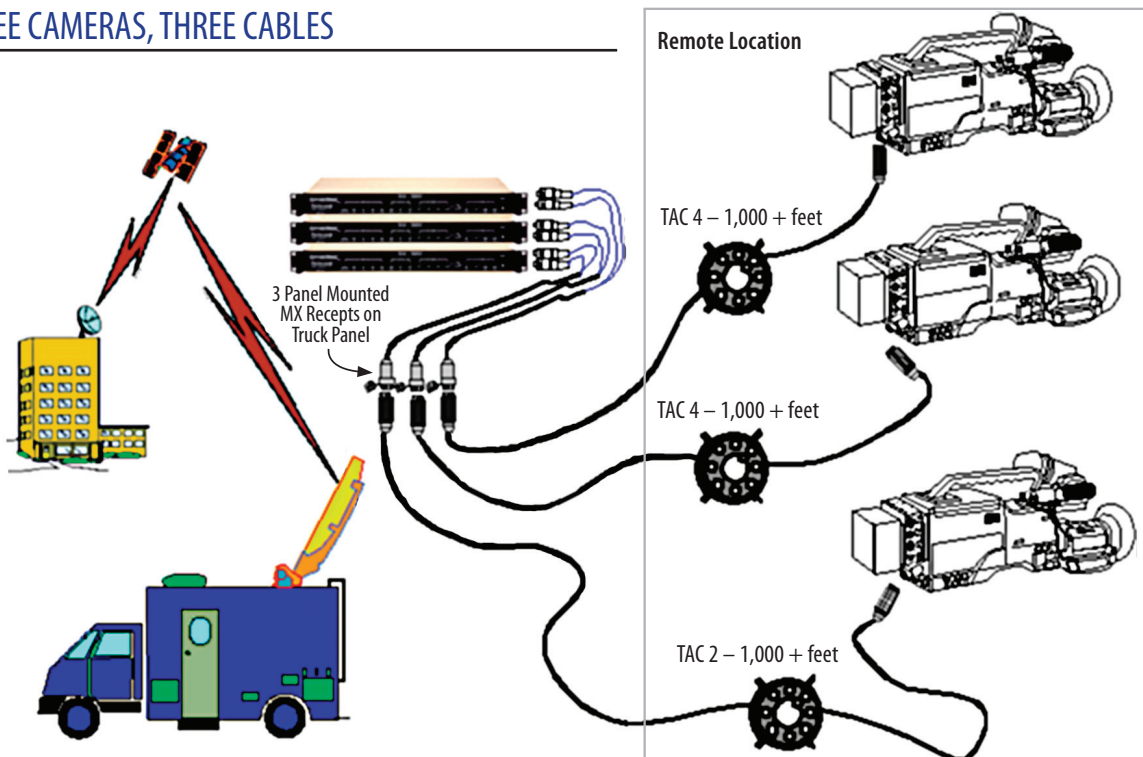 EE CAMERAS, THREE CABLES
Remote Location
TAC 4 – 1,000 + feet
3 Panel Mounted
MX Recepts on
Truck Panel
TAC 4 – 1,000 + feet
TAC 2 – 1,000 + feet